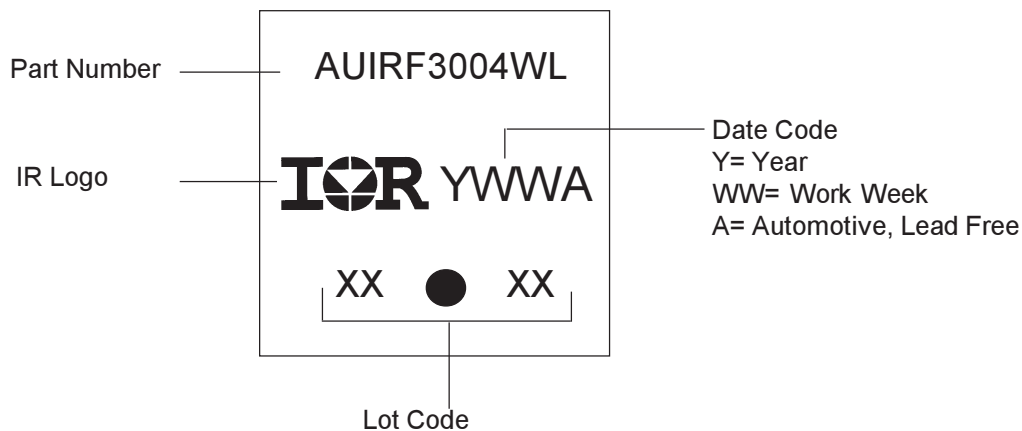 Part Number
AUIRF3004WL
IR Logo
IOR YWWA
Date Code
Y= Year
WW= Work Week
A= Automotive, Lead Free
XX ● XX
Lot Code